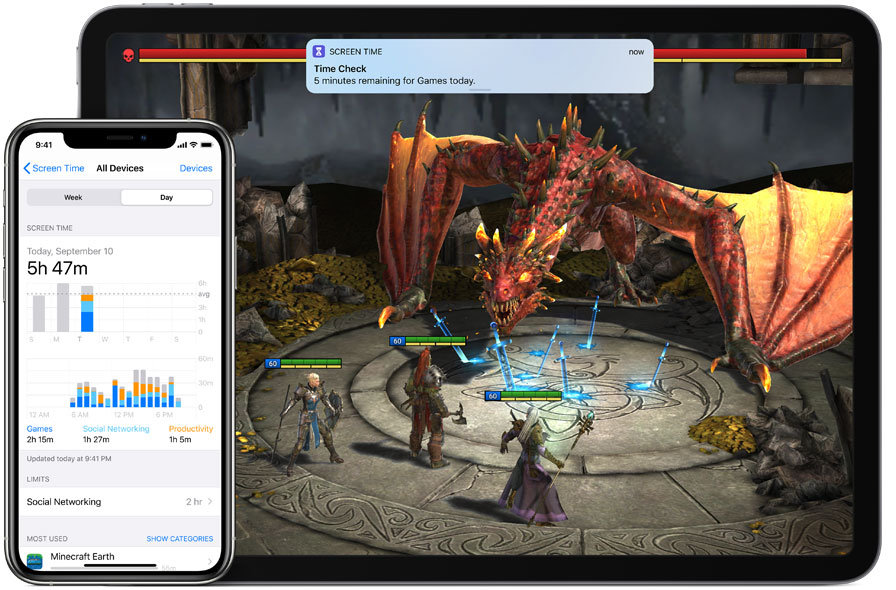 SCREEN TIME
now
Time Check
5 minutes remaining for Games today.
60
60
60
9:41
Screen Time
All Devices
Devices
Week
Day
SCREEN TIME
Today, September 10
5h 47m
6h
avg
3h
1h
0
S M T W T F S
60m
30m
0
12 AM 6 AM 12 PM 6 PM
Games Social Networking Productivity
2h 15m 1h 27m 1h 5m
Updated today at 9:41 PM
LIMITS
Social Networking 2 hr
MOST USED SHOW CATEGORIES
Minecraft Earth